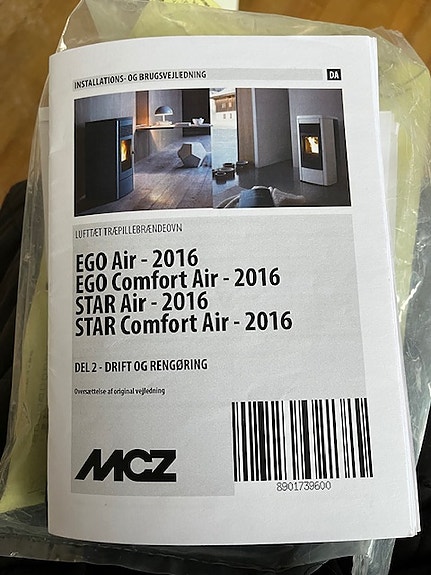 INSTALLATIONS- OG BRUGSVEJLEDNING
DA
LUFTTÆT TRÆPILLEBRÆNDEOVN
EGO Air - 2016
EGO Comfort Air - 2016
STAR Air - 2016
STAR Comfort Air - 2016
DEL 2 - DRIFT OG RENGØRING
Oversættelse af original vejledning
MCZ
8901739600